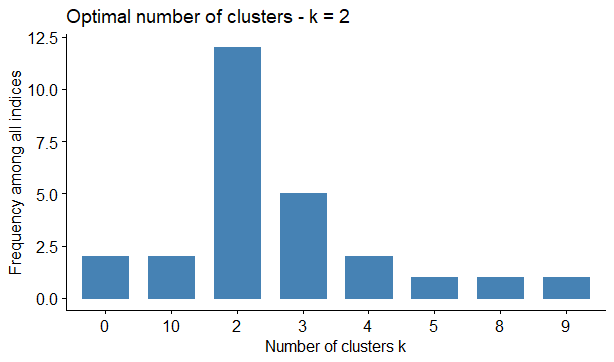 Optimal number of clusters - k = 2
Frequency among all indices
12.5
10.0
7.5
5.0
2.5
0.0
0 10 2 3 4 5 8 9
Number of clusters k